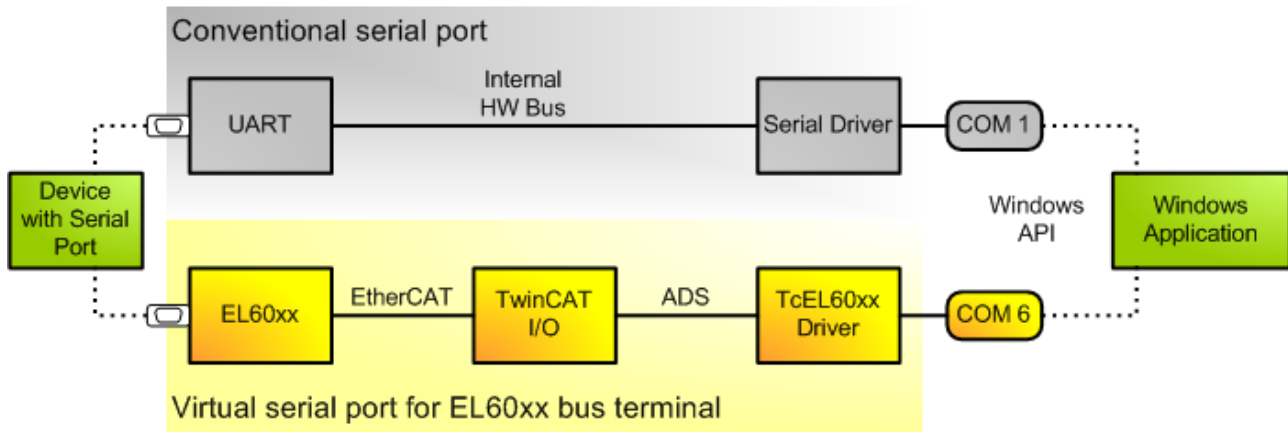 Conventional serial port
Internal
HW Bus
UART
Serial Driver
COM 1
Device
with Serial
Port
Windows
API
Windows
Application
EL60xx
EtherCAT
TwinCAT
I/O
ADS
TcEL60xx
Driver
COM 6
Virtual serial port for EL60xx bus terminal